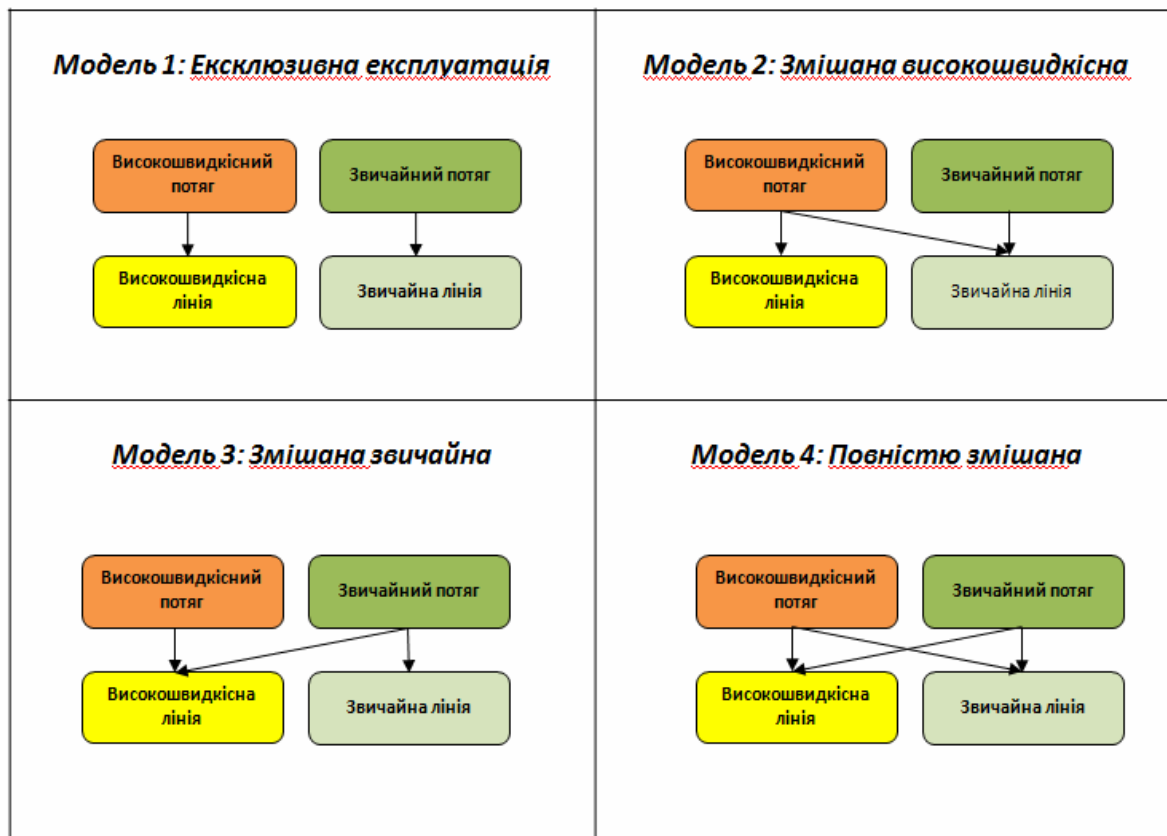 Модель 1: Ексклюзивна експлуатація
Високошвидкісний
потяг
Звичайний потяг
Високошвидкісна
лінія
Звичайна лінія
Модель 2: Змішана високошвидкісна
Високошвидкісний
потяг
Звичайний потяг
Високошвидкісна
лінія
Звичайна лінія
Модель 3: Змішана звичайна
Високошвидкісний
потяг
Звичайний потяг
Високошвидкісна
лінія
Звичайна лінія
Модель 4: Повністю змішана
Високошвидкісний
потяг
Звичайний потяг
Високошвидкісна
лінія
Звичайна лінія